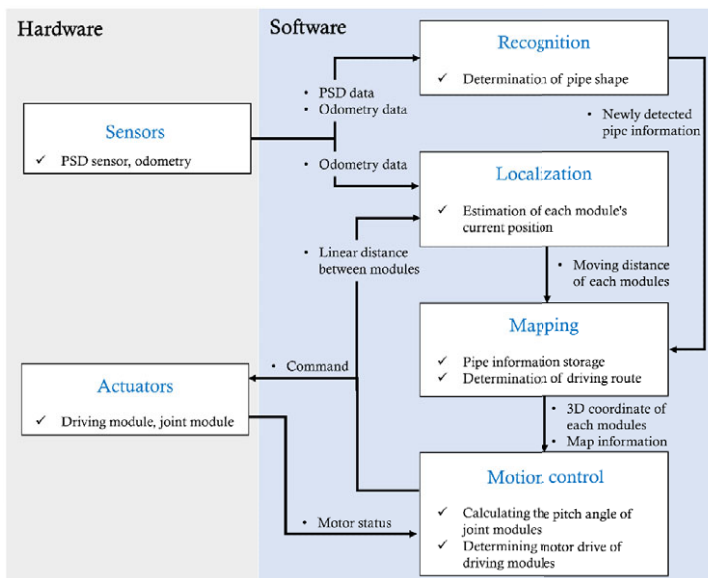 Hardware
Software
Recognition
✓ Determination of pipe shape
• PSD data
• Odometry data
• Newly detected
pipe information
Sensors
✓ PSD sensor, odometry
• Odometry data
Localization
✓ Estimation of each module's
current position
• Linear distance
between modules
• Moving distance
of each modules
Mapping
✓ Pipe information storage
✓ Determination of driving route
• Command
Actuators
✓ Driving module, joint module
• 3D coordinate of
each modules
• Map information
Motion control
✓ Calculating the pitch angle of
joint modules
✓ Determining motor drive of
driving modules
• Motor status